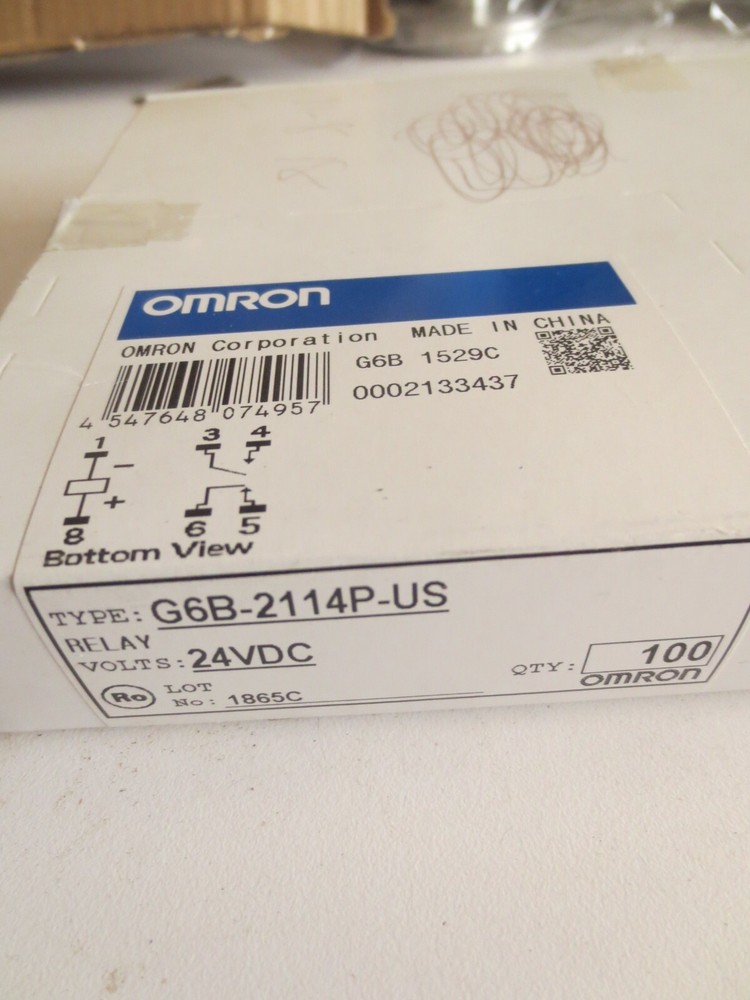 OMRON
OMRON Corporation MADE IN CHINA
G6B 1529C
0002133437
4 547648 074957
1 3 4
− +
8 6 5
Bottom View
TYPE: G6B-2114P-US
RELAY
VOLTS: 24VDC
QTY: 100
Ro LOT No: 1865C
OMRON